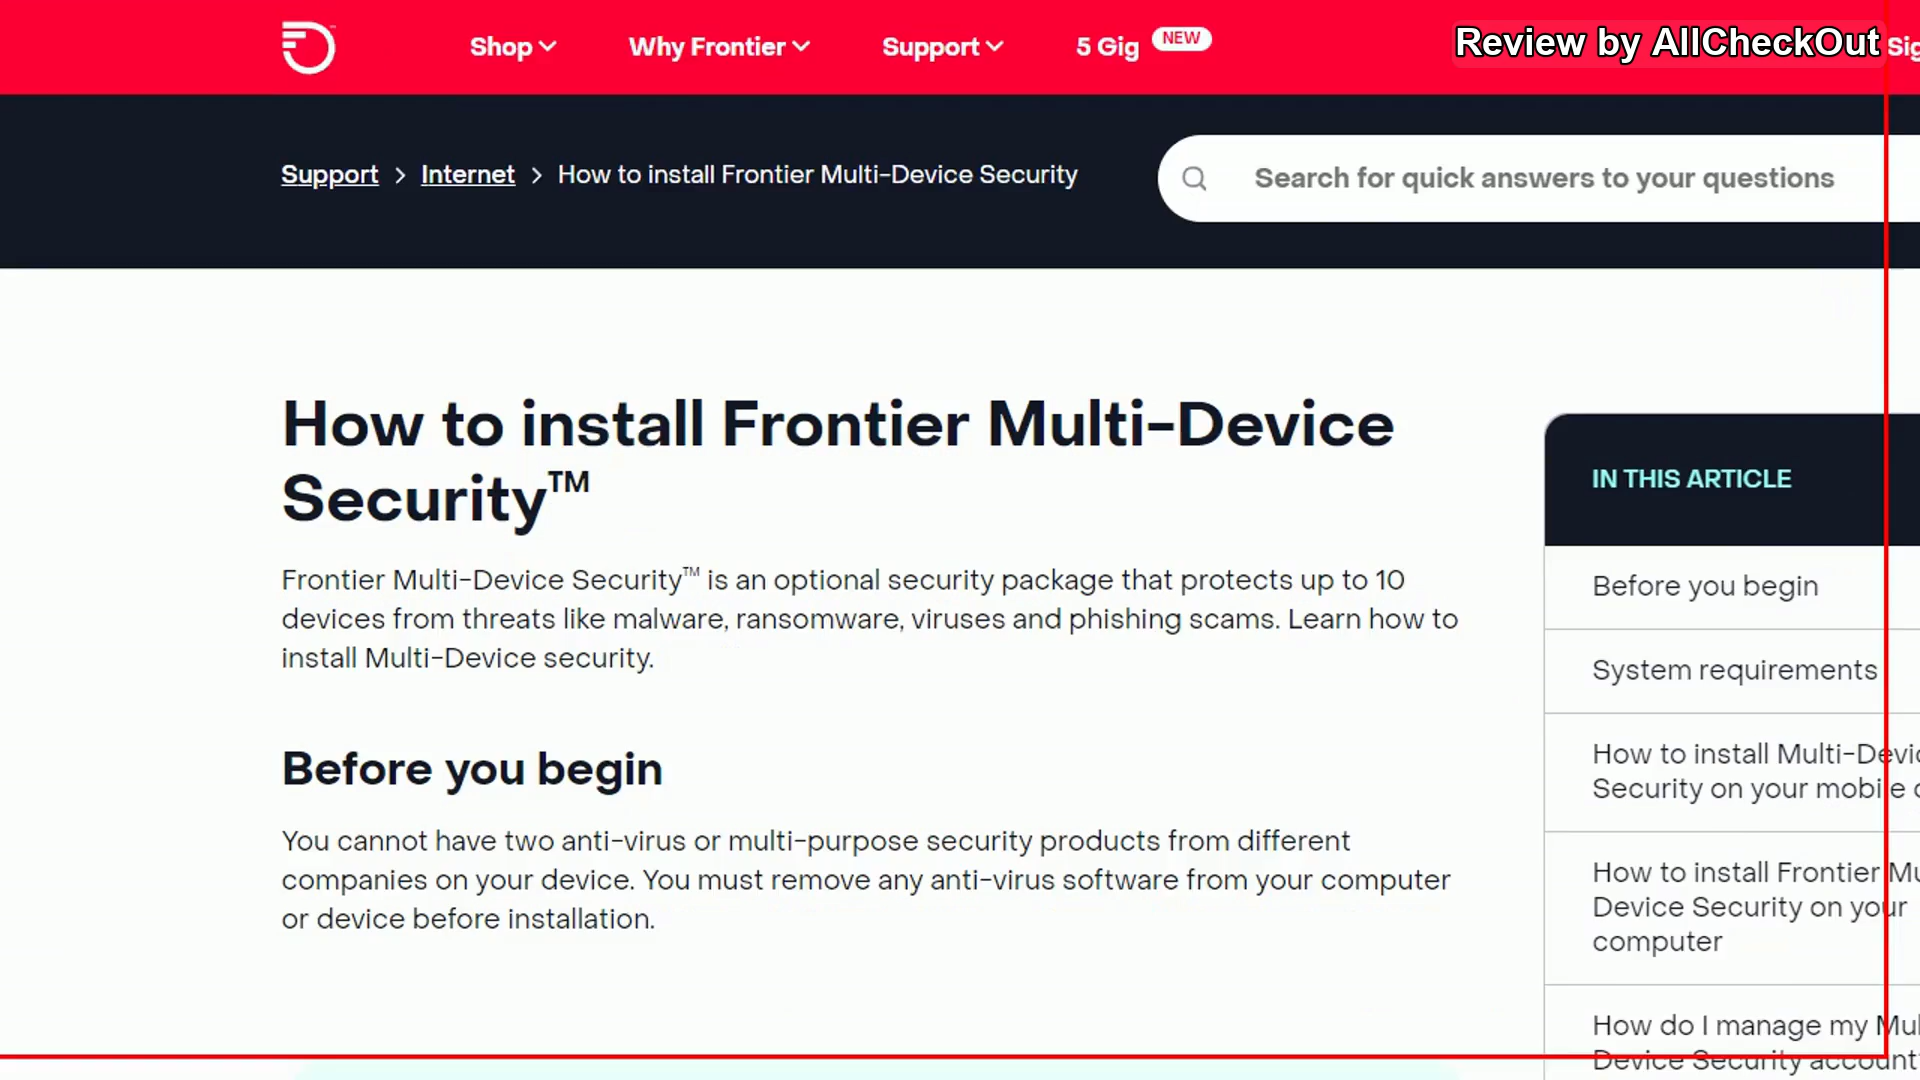 Shop
Why Frontier
Support
5 Gig
NEW
Review by AllCheckOut
Sig
Support > Internet > How to install Frontier Multi-Device Security
Search for quick answers to your questions
How to install Frontier Multi-Device
Security™
Frontier Multi-Device Security™ is an optional security package that protects up to 10
devices from threats like malware, ransomware, viruses and phishing scams. Learn how to
install Multi-Device security.
Before you begin
You cannot have two anti-virus or multi-purpose security products from different
companies on your device. You must remove any anti-virus software from your computer
or device before installation.
IN THIS ARTICLE
Before you begin
System requirements
How to install Multi-Devic
Security on your mobile
How to install Frontier Mu
Device Security on your
computer
How do I manage my Mul
Device Security account